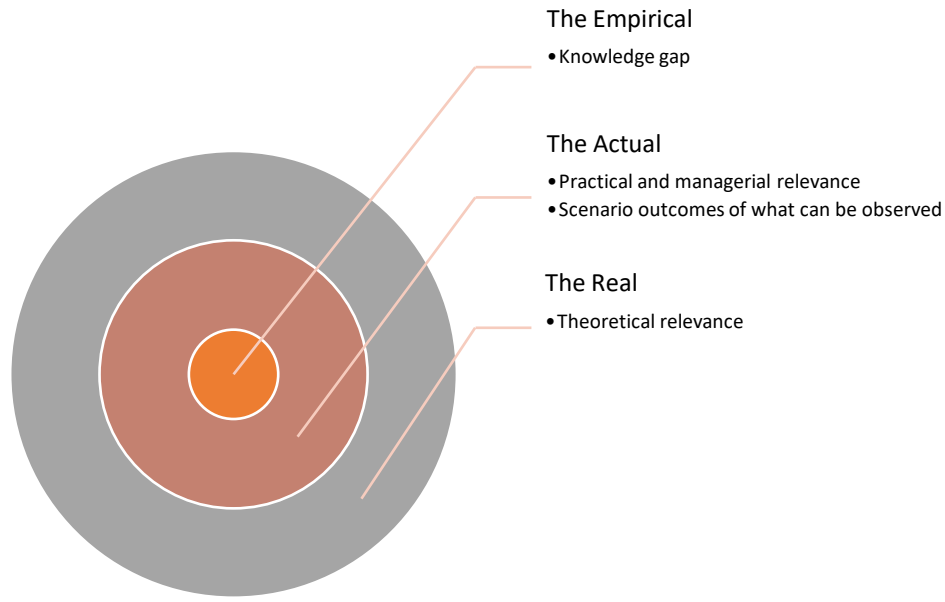 The Empirical
•Knowledge gap
The Actual
•Practical and managerial relevance
•Scenario outcomes of what can be observed
The Real
•Theoretical relevance